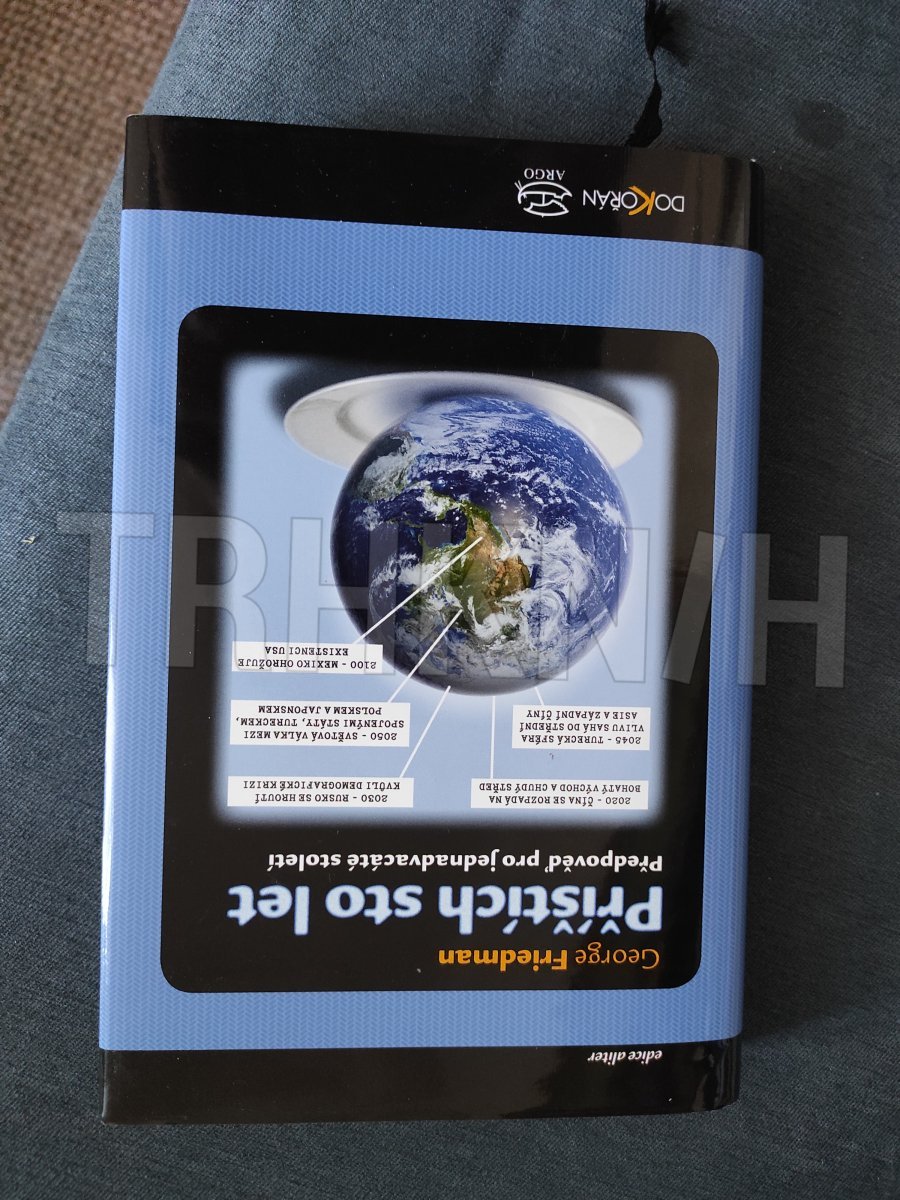 edice aliter
George Friedman
Příštích sto let
Předpověď pro jednadvacáté století
2020 – ČÍNA SE ROZPADÁ NA
BOHATÝ VÝCHOD A CHUDÝ STŘED
2030 – RUSKO SE HROUTÍ
KVŮLI DEMOGRAFICKÉ KRIZI
2045 – TURECKÁ SFÉRA
VLIVU SAHÁ DO STŘEDNÍ
ASIE A ZÁPADNÍ ČÍNY
2050 – SVĚTOVÁ VÁLKA MEZI
SPOJENÝMI STÁTY, TURECKEM,
POLSKEM A JAPONSKEM
2100 – MEXIKO OHROŽUJE
EXISTENCI USA
DOKOŘÁN
ARGO
TRHKNIH